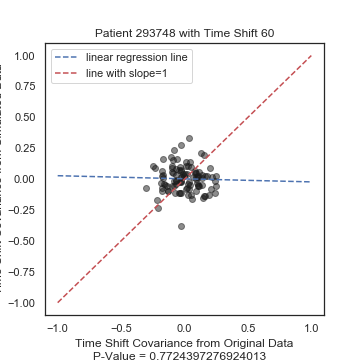 Patient 293748 with Time Shift 60
linear regression line
line with slope=1
1.00
0.75
0.50
0.25
0.00
−0.25
−0.50
−0.75
−1.00
−1.0
−0.5
0.0
0.5
1.0
Time Shift Covariance from Original Data
P-Value = 0.7724397276924013